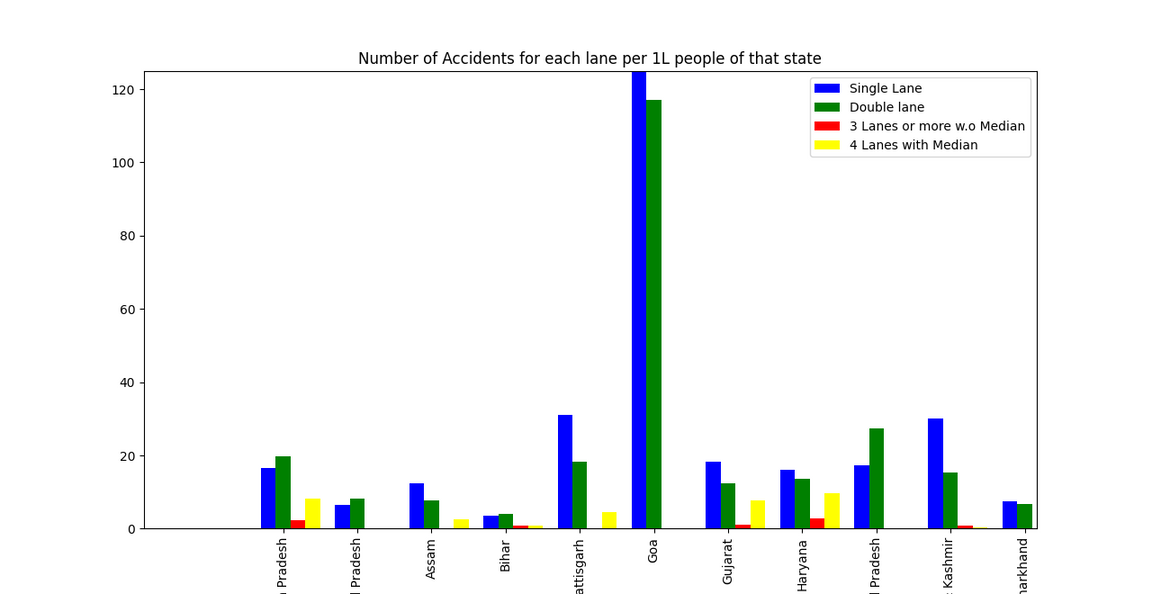 Number of Accidents for each lane per 1L people of that state
Single Lane
Double lane
3 Lanes or more w.o Median
4 Lanes with Median
120
100
80
60
40
20
0
Pradesh
Pradesh
Assam
Bihar
attisgarh
Goa
Gujarat
Haryana
Pradesh
Kashmir
harkhand